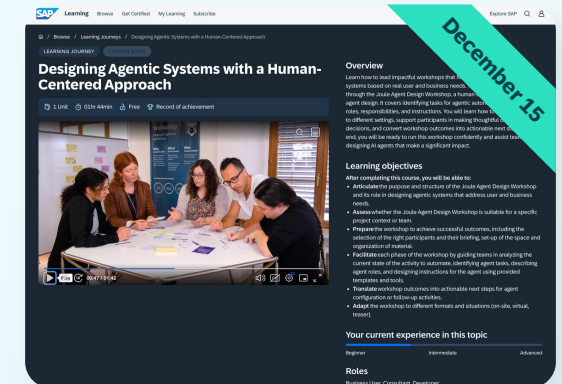 SAP Learning Browse Get Certified My Learning Subscribe Explore SAP
/ Browse / Learning Journeys / Designing Agentic Systems with a Human-Centered Approach
LEARNING JOURNEY COMING SOON
Designing Agentic Systems with a Human-
Centered Approach
1 Unit 01hr 44min Free Record of achievement
Play 00:47 / 01:42
December 15
Overview
Learn how to lead impactful workshops that
systems based on real user and business needs.
through the Joule Agent Design Workshop, a human-
agent design. It covers identifying tasks for agentic
roles, responsibilities, and instructions. You will learn how to
to different settings, support participants in making thoughtful
decisions, and convert workshop outcomes into actionable next
end, you will be ready to run this workshop confidently and assist
designing AI agents that make a significant impact.
Learning objectives
After completing this course, you will be able to:
• Articulate the purpose and structure of the Joule Agent Design Workshop
and its role in designing agentic systems that address user and business
needs.
• Assess whether the Joule Agent Design Workshop is suitable for a specific
project context or team.
• Prepare the workshop to achieve successful outcomes, including the
selection of the right participants and their briefing, set-up of the space and
organization of material.
• Facilitate each phase of the workshop by guiding teams in analyzing the
current state of the activity to automate, identifying agent tasks, describing
agent roles, and designing instructions for the agent using provided
templates and tools.
• Translate workshop outcomes into actionable next steps for agent
configuration or follow-up activities.
• Adapt the workshop to different formats and situations (on-site, virtual,
teaser).
Your current experience in this topic
Beginner Intermediate Advanced
Roles
Business User, Consultant, Developer